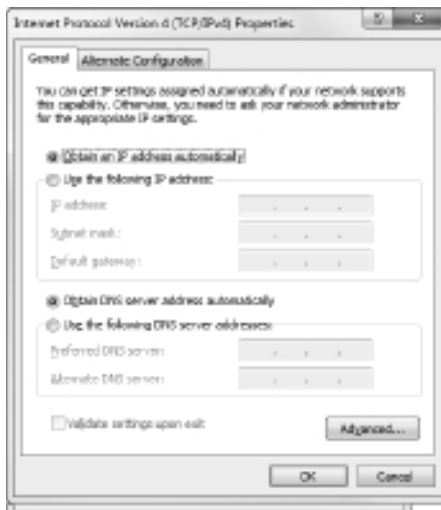 Internet Protocol Version 4 (TCP/IPv4) Properties
General
Alternate Configuration
You can get IP settings assigned automatically if your network supports
this capability. Otherwise, you need to ask your network administrator
for the appropriate IP settings.
Obtain an IP address automatically
Use the following IP address:
IP address:
Subnet mask:
Default gateway:
Obtain DNS server address automatically
Use the following DNS server addresses:
Preferred DNS server:
Alternate DNS server:
Validate settings upon exit
Advanced...
OK
Cancel